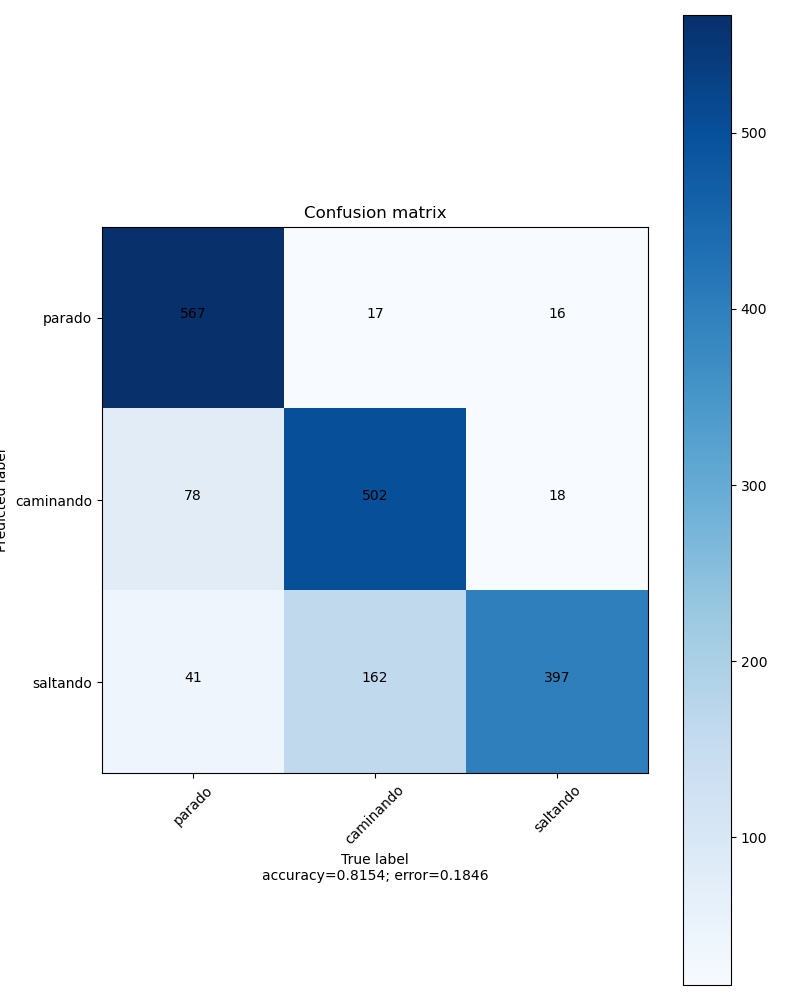 Confusion matrix
parado
567
17
16
caminando
78
502
18
saltando
41
162
397
parado
caminando
saltando
True label
accuracy=0.8154; error=0.1846
Predicted label
500
400
300
200
100